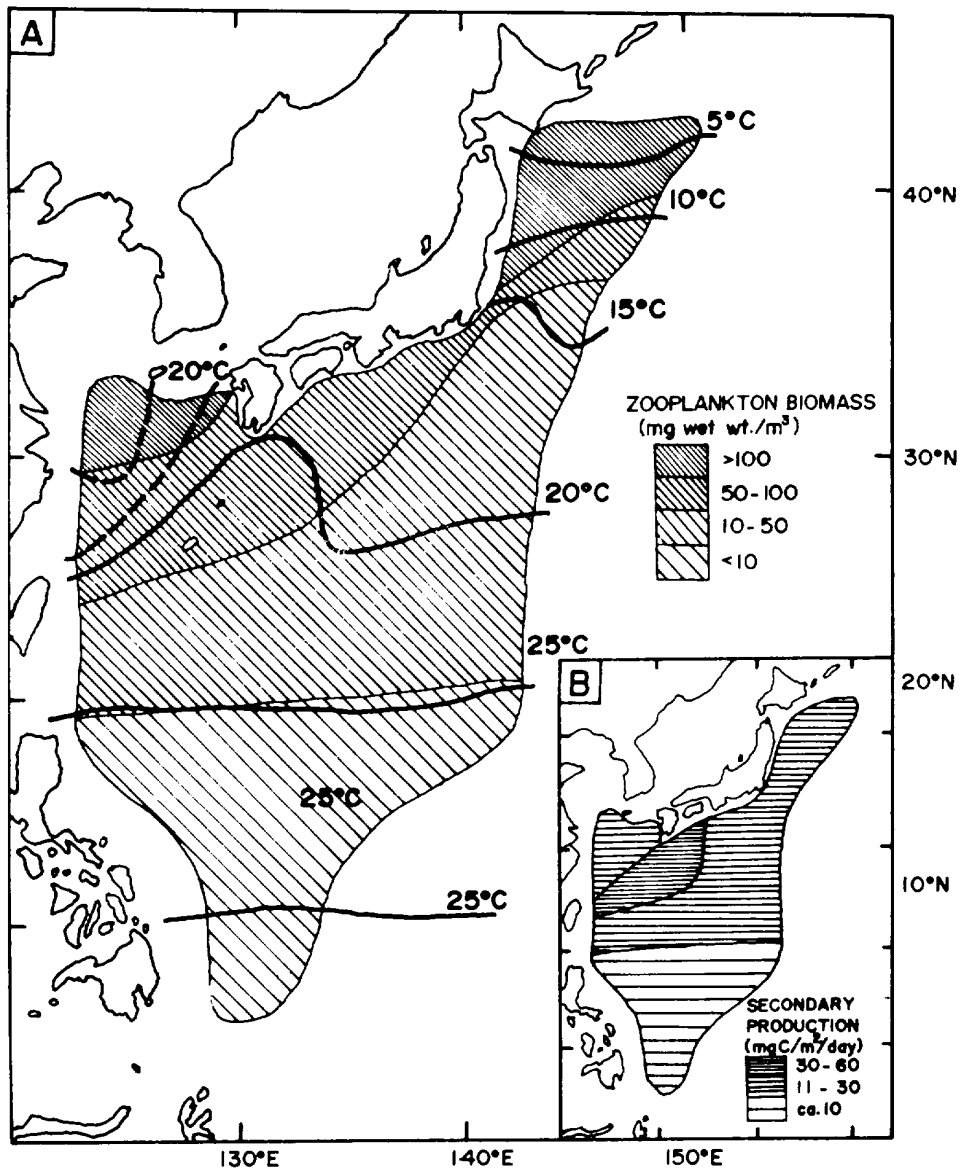 A
5°C
40°N
10°C
15°C
20°C
ZOOPLANKTON BIOMASS
(mg wet wt./m³)
>100
50-100
10-50
<10
30°N
20°C
25°C
20°N
B
25°C
10°N
25°C
SECONDARY
PRODUCTION
(mgC/m²/day)
30-60
11-30
ca.10
130°E
140°E
150°E